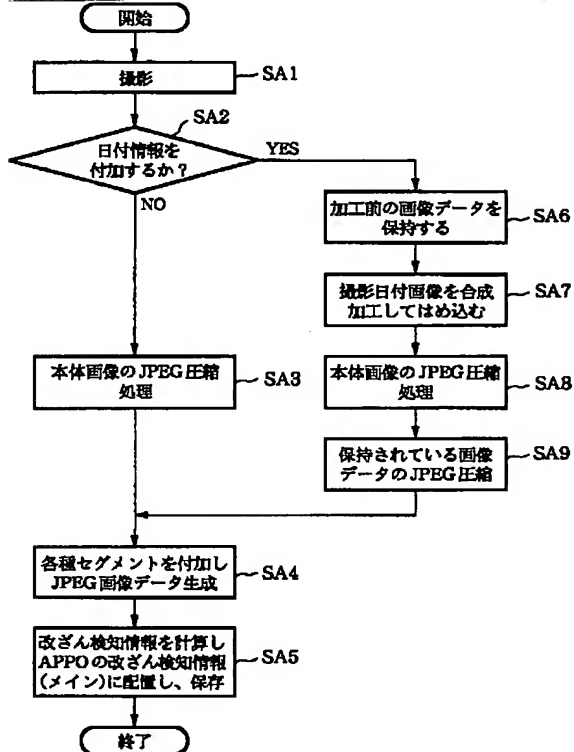 開始
撮影
SA1
SA2
日付情報を
付加するか?
YES
NO
加工前の画像データを
保持する
SA6
撮影日付画像を合成
加工してはめ込む
SA7
本体画像のJPEG圧縮
処理
SA3
本体画像のJPEG圧縮
処理
SA8
保持されている画像
データのJPEG圧縮
SA9
各種セグメントを付加し
JPEG画像データ生成
SA4
改ざん検知情報を計算し
APPOの改ざん検知情報
(メイン)に配置し、保存
SA5
終了